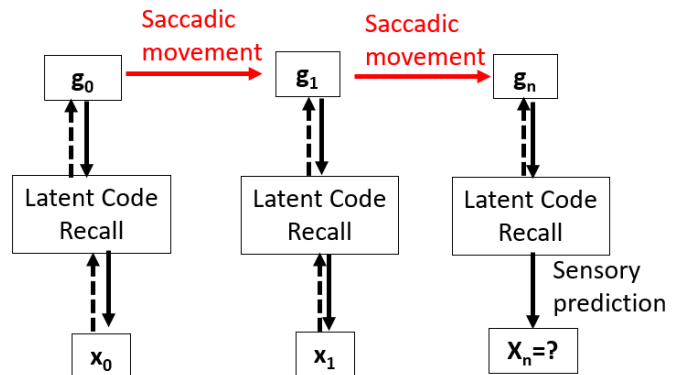 Saccadic
movement
Saccadic
movement
g0
g1
gn
Latent Code
Recall
Latent Code
Recall
Latent Code
Recall
Sensory
prediction
x0
x1
Xn=?